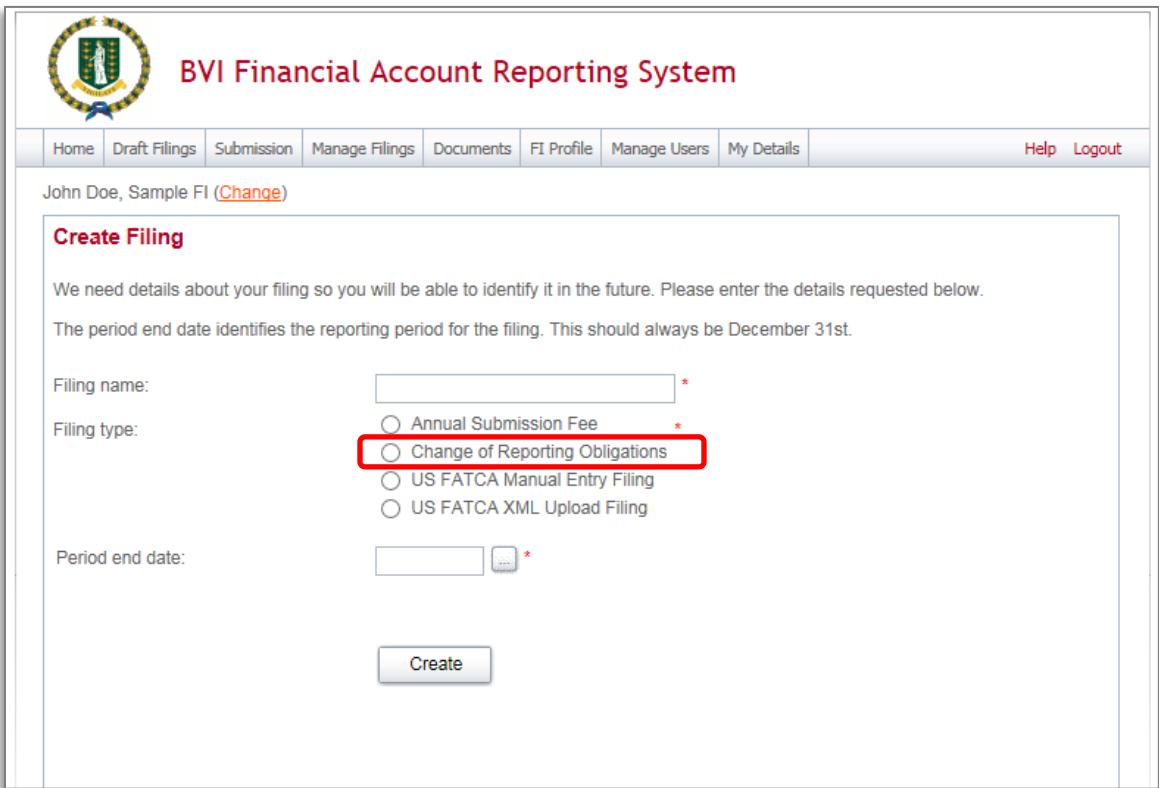 BVI Financial Account Reporting System
Home Draft Filings Submission Manage Filings Documents FI Profile Manage Users My Details Help Logout
John Doe, Sample FI (Change)
Create Filing
We need details about your filing so you will be able to identify it in the future. Please enter the details requested below.
The period end date identifies the reporting period for the filing. This should always be December 31st.
Filing name: *
Filing type: Annual Submission Fee *
Change of Reporting Obligations
US FATCA Manual Entry Filing
US FATCA XML Upload Filing
Period end date: ... *
Create